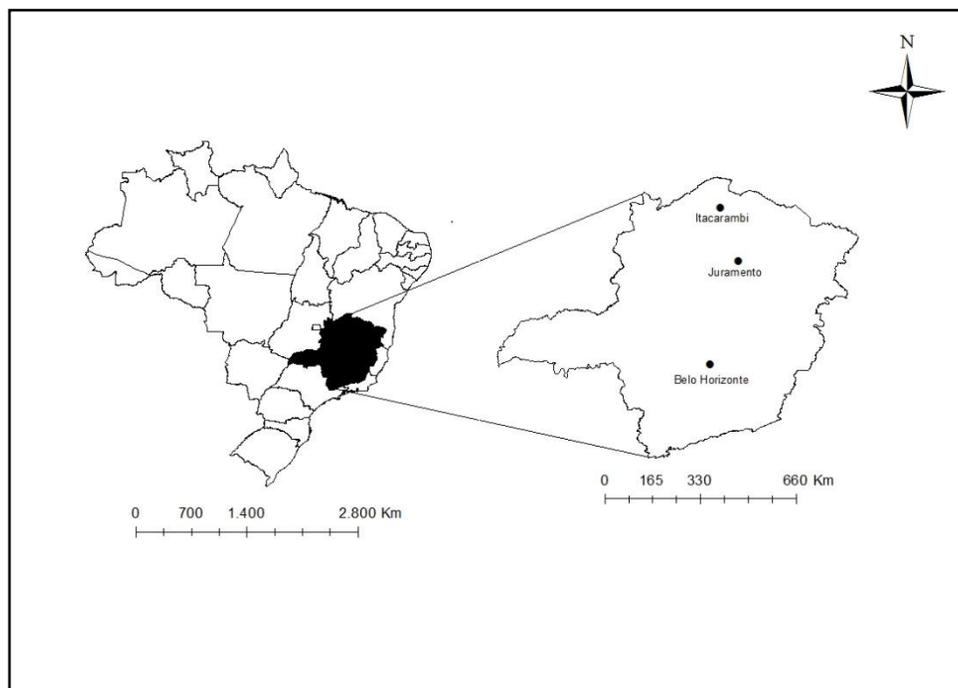 N
Itacarambi
Juramento
Belo Horizonte
0 165 330 660 Km
0 700 1.400 2.800 Km